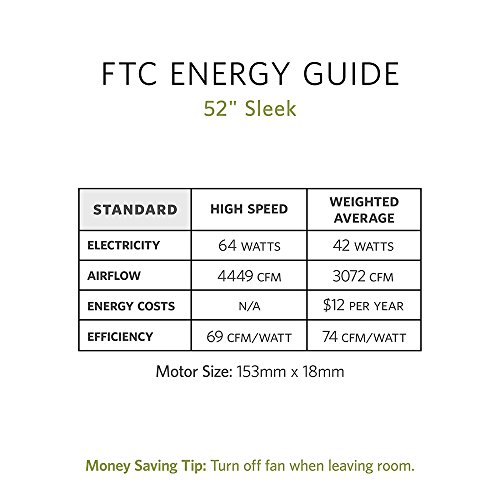 FTC ENERGY GUIDE
52" Sleek
STANDARD HIGH SPEED WEIGHTED AVERAGE
ELECTRICITY 64 WATTS 42 WATTS
AIRFLOW 4449 CFM 3072 CFM
ENERGY COSTS N/A $12 PER YEAR
EFFICIENCY 69 CFM/WATT 74 CFM/WATT
Motor Size: 153mm x 18mm
Money Saving Tip: Turn off fan when leaving room.